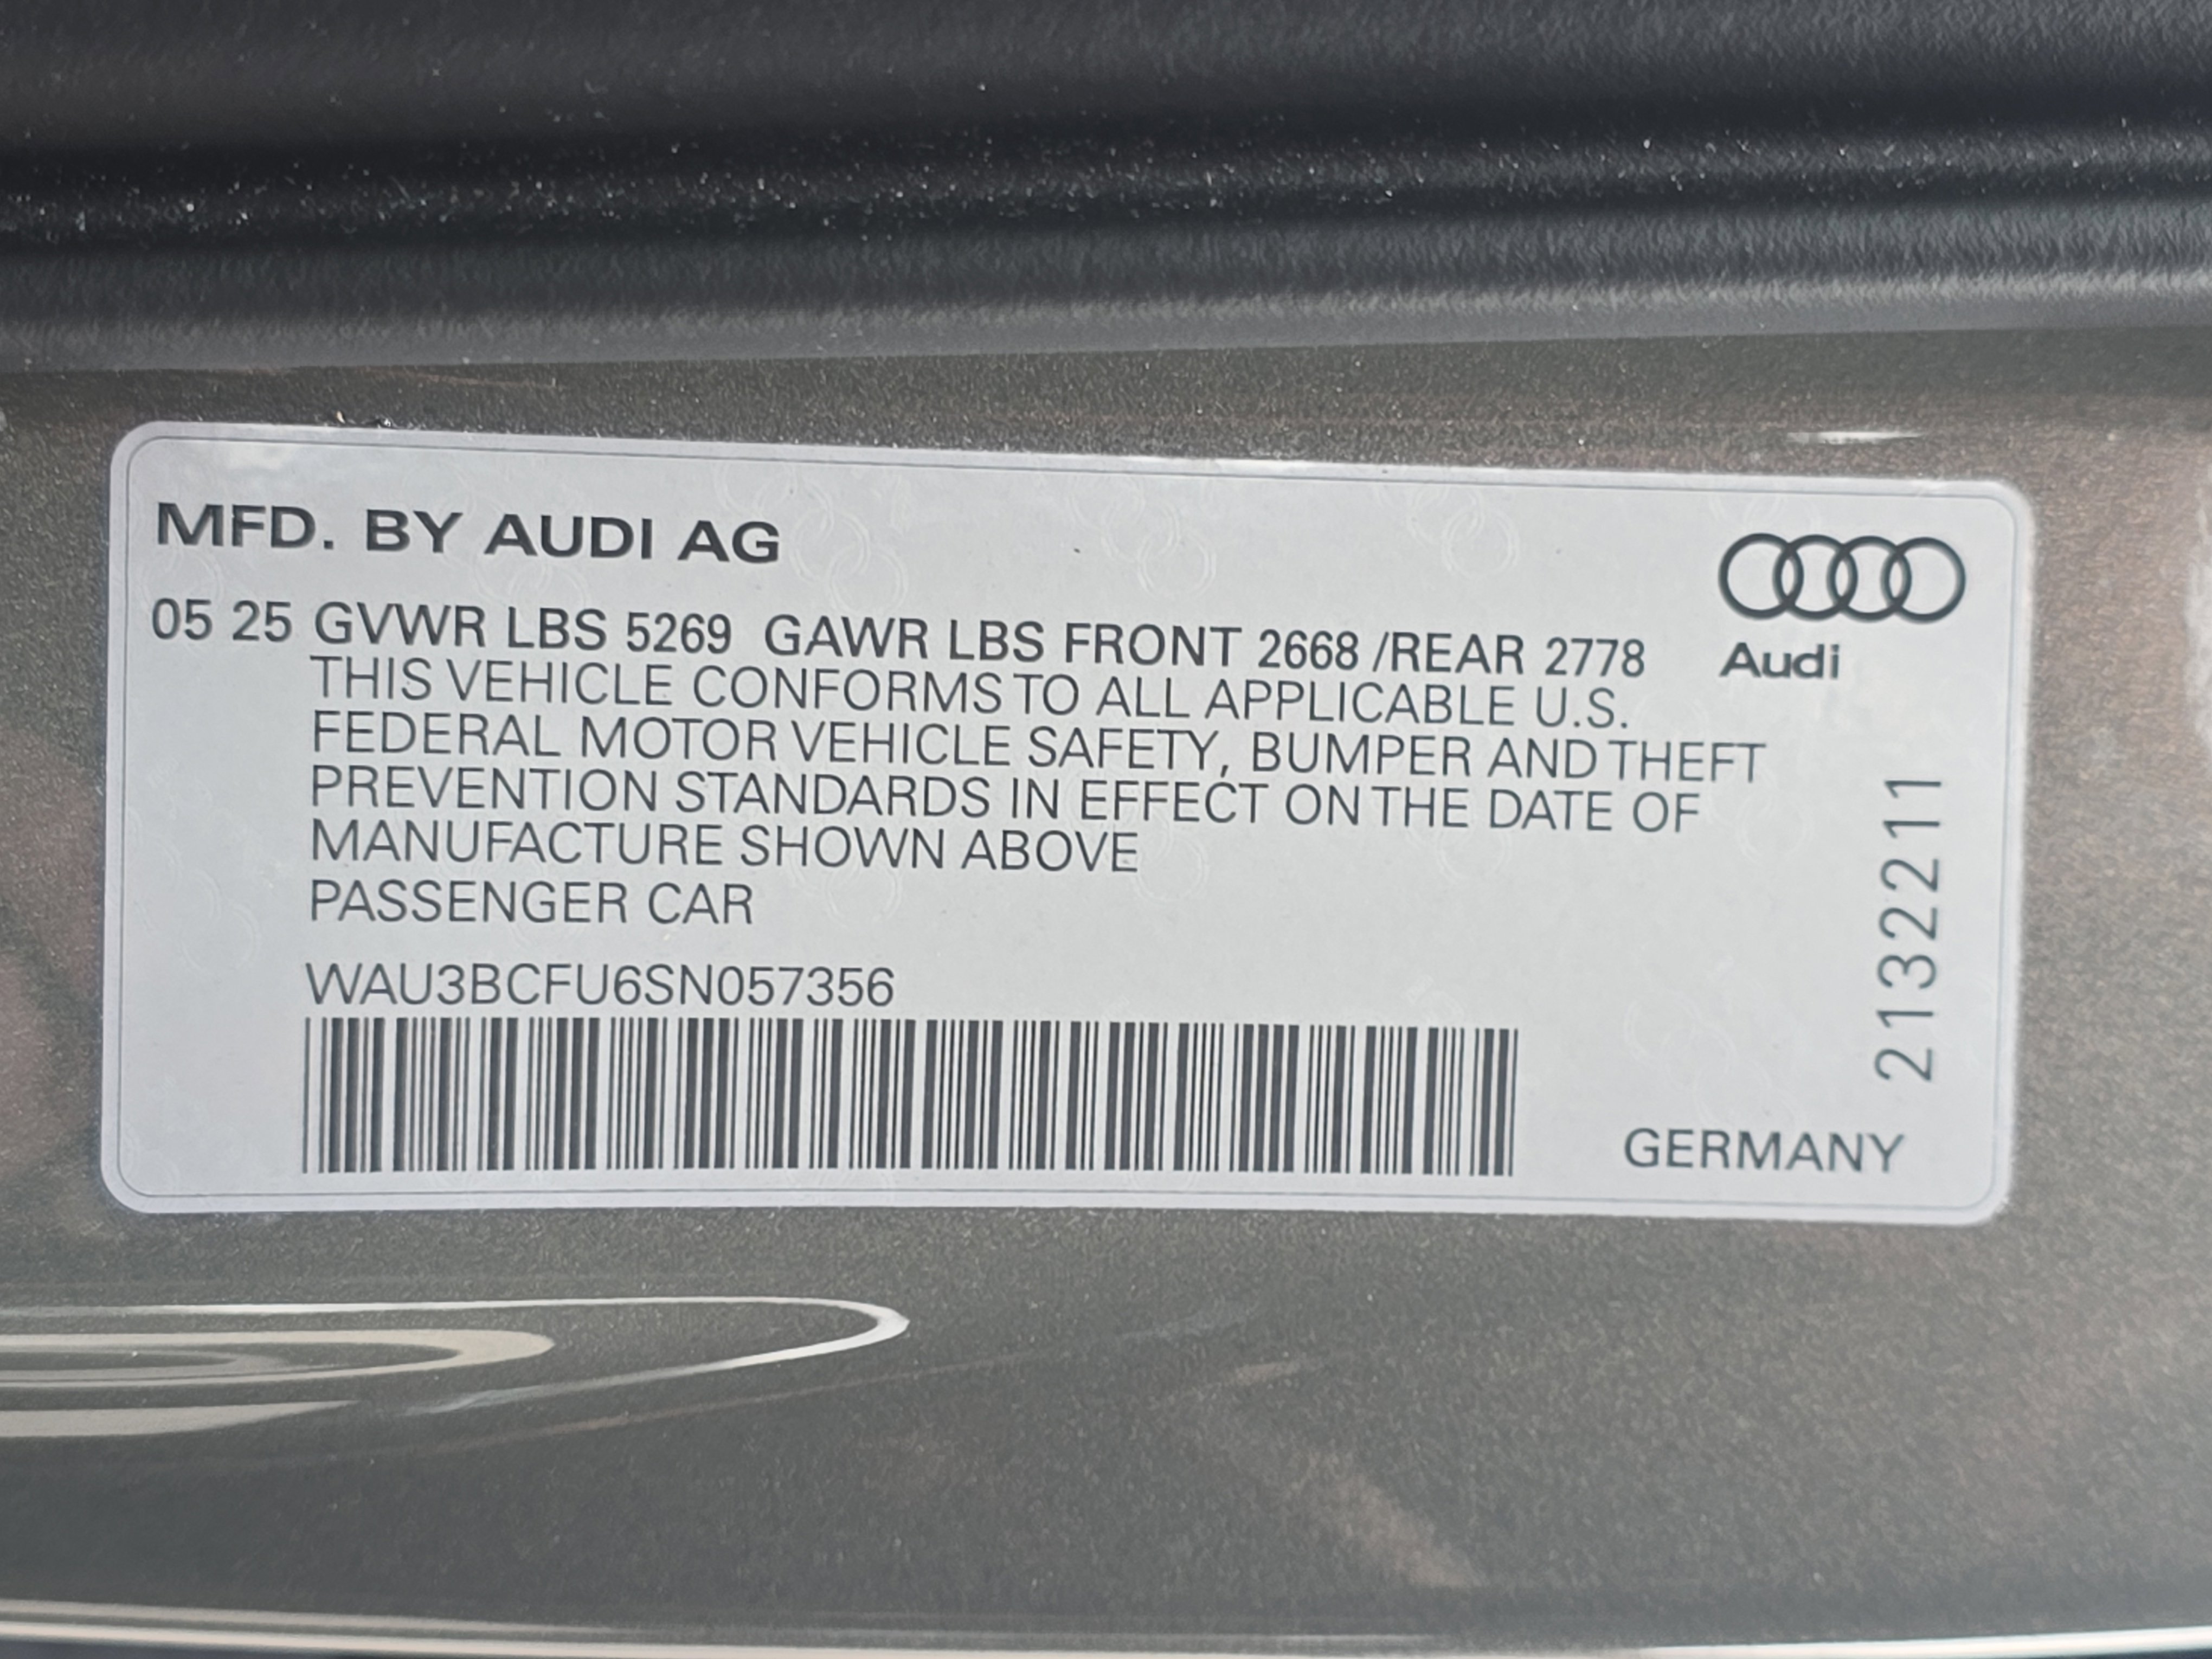 MFD. BY AUDI AG
05 25 GVWR LBS 5269 GAWR LBS FRONT 2668 /REAR 2778
THIS VEHICLE CONFORMS TO ALL APPLICABLE U.S.
FEDERAL MOTOR VEHICLE SAFETY, BUMPER AND THEFT
PREVENTION STANDARDS IN EFFECT ON THE DATE OF
MANUFACTURE SHOWN ABOVE
PASSENGER CAR
WAU3BCFU6SN057356
Audi
2132211
GERMANY